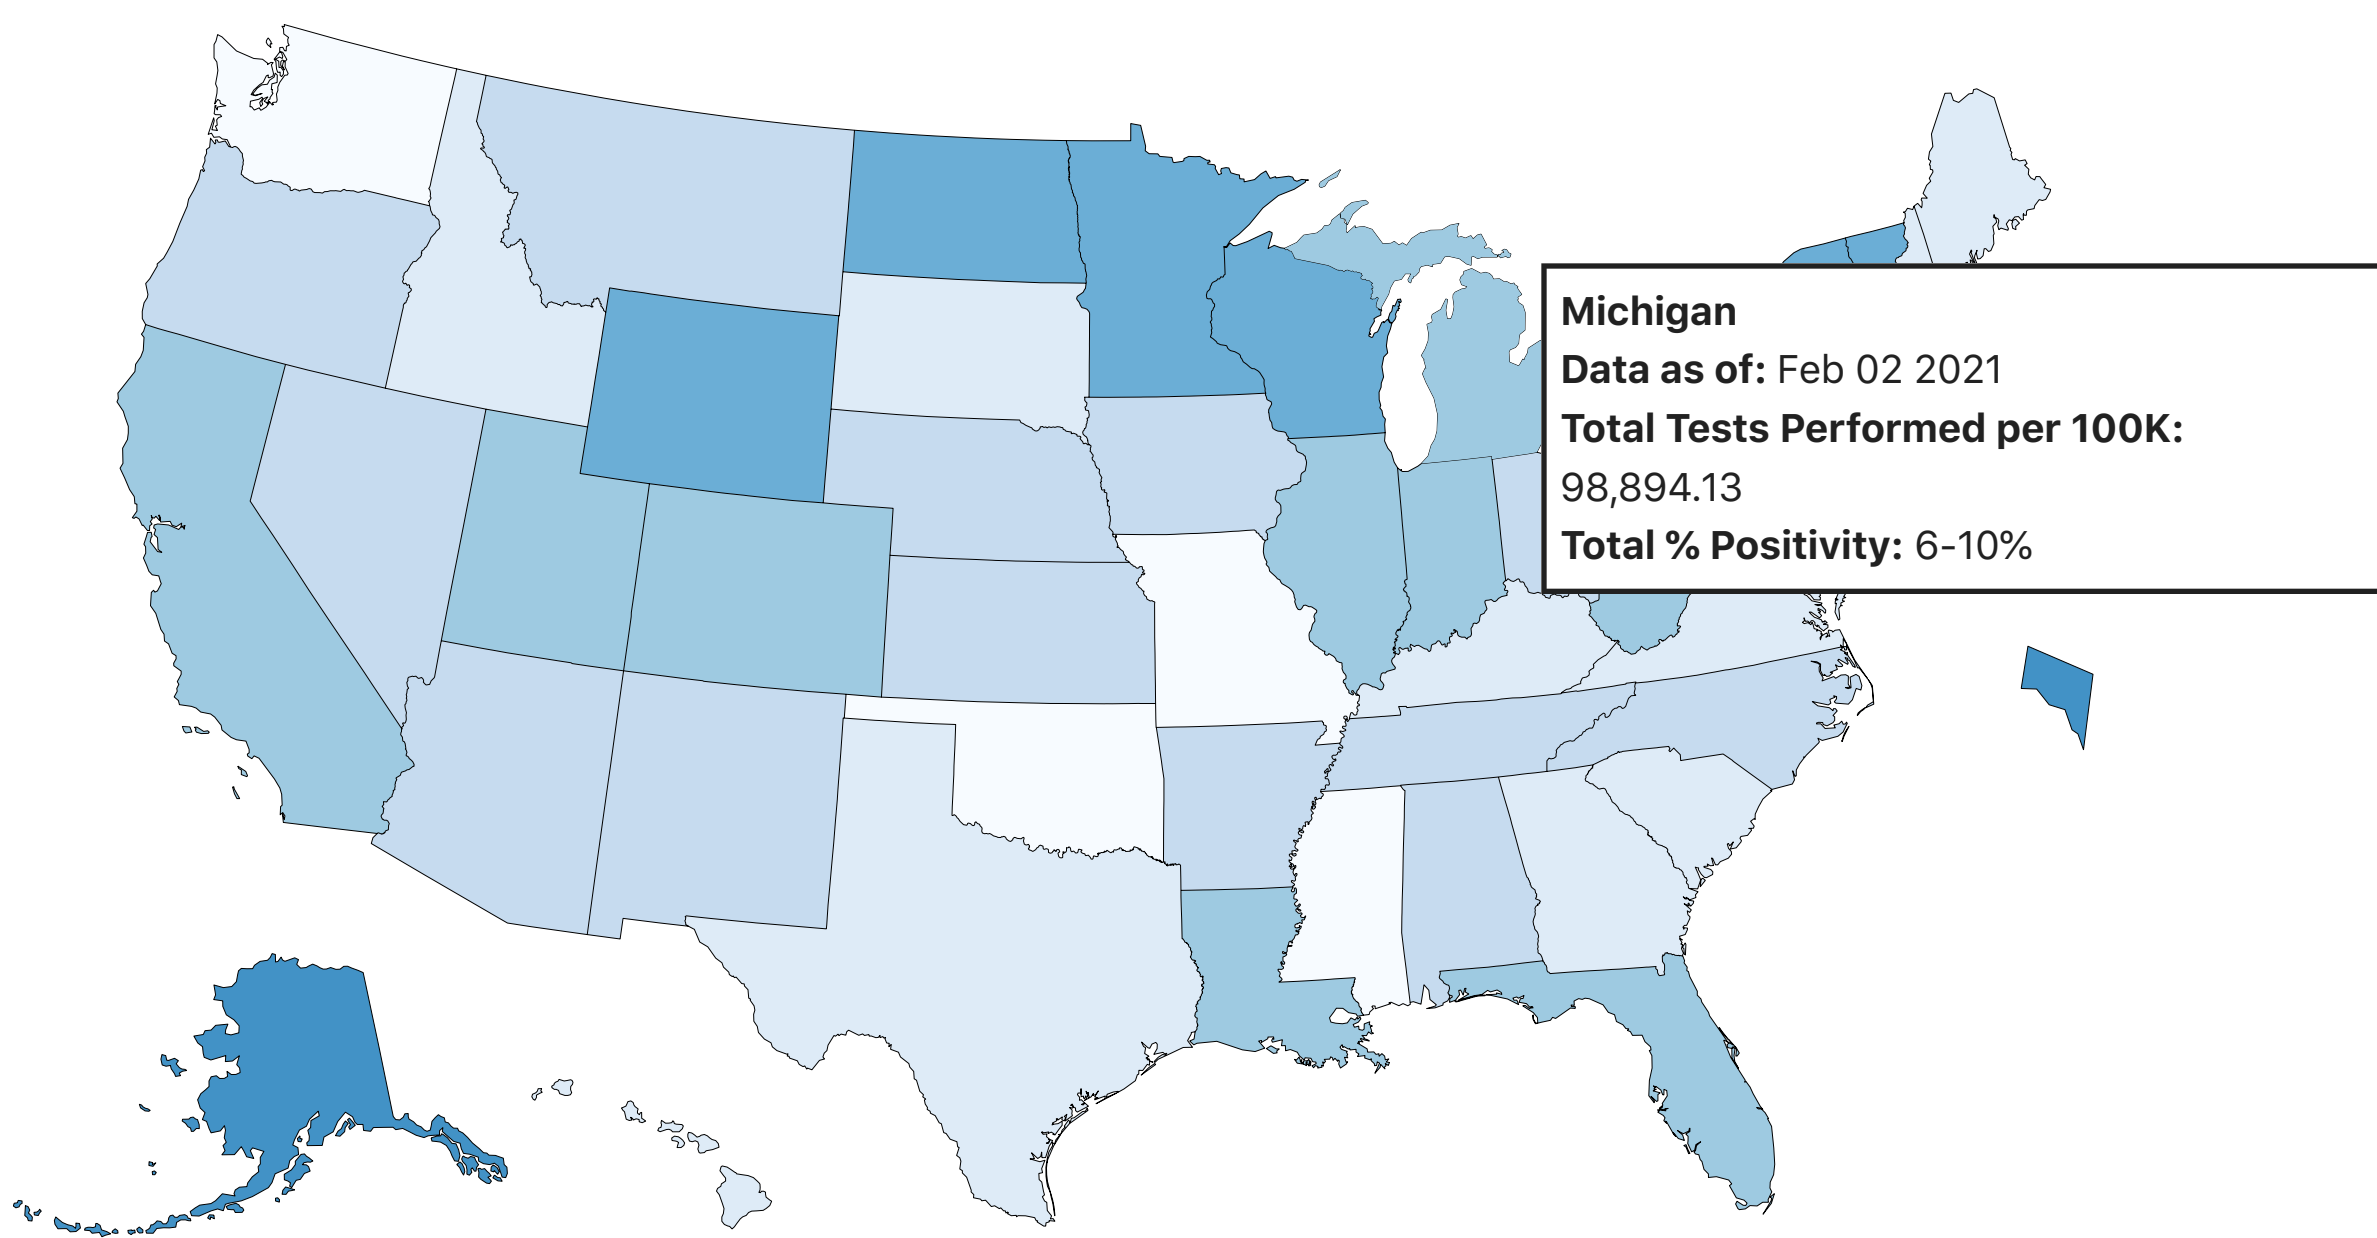 Michigan
Data as of: Feb 02 2021
Total Tests Performed per 100K:
98,894.13
Total % Positivity: 6-10%